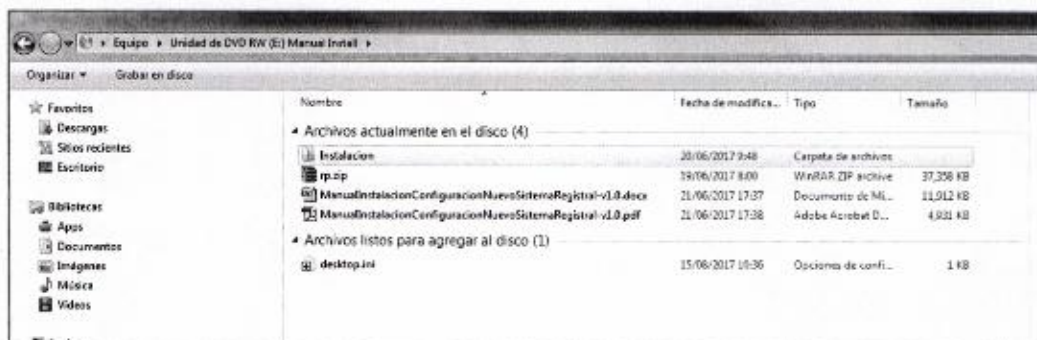 Equipo ▸ Unidad de DVD RW (E:) Manual Install ▸
Organizar Grabar en disco
Favoritos
Descargas
Sitios recientes
Escritorio
Bibliotecas
Apps
Documentos
Imágenes
Música
Videos
Nombre Fecha de modifica... Tipo Tamaño
Archivos actualmente en el disco (4)
Instalacion 20/06/2017 9:48 Carpeta de archivos
rp.zip 19/06/2017 8:00 WinRAR ZIP archive 37,358 KB
ManualInstalacionConfiguracionNuevoSistemaRegistral-v1.0.docx 21/06/2017 17:37 Documento de Mi... 11,912 KB
ManualInstalacionConfiguracionNuevoSistemaRegistral-v1.0.pdf 21/06/2017 17:38 Adobe Acrobat D... 4,931 KB
Archivos listos para agregar al disco (1)
desktop.ini 15/08/2017 10:36 Opciones de confi... 1 KB